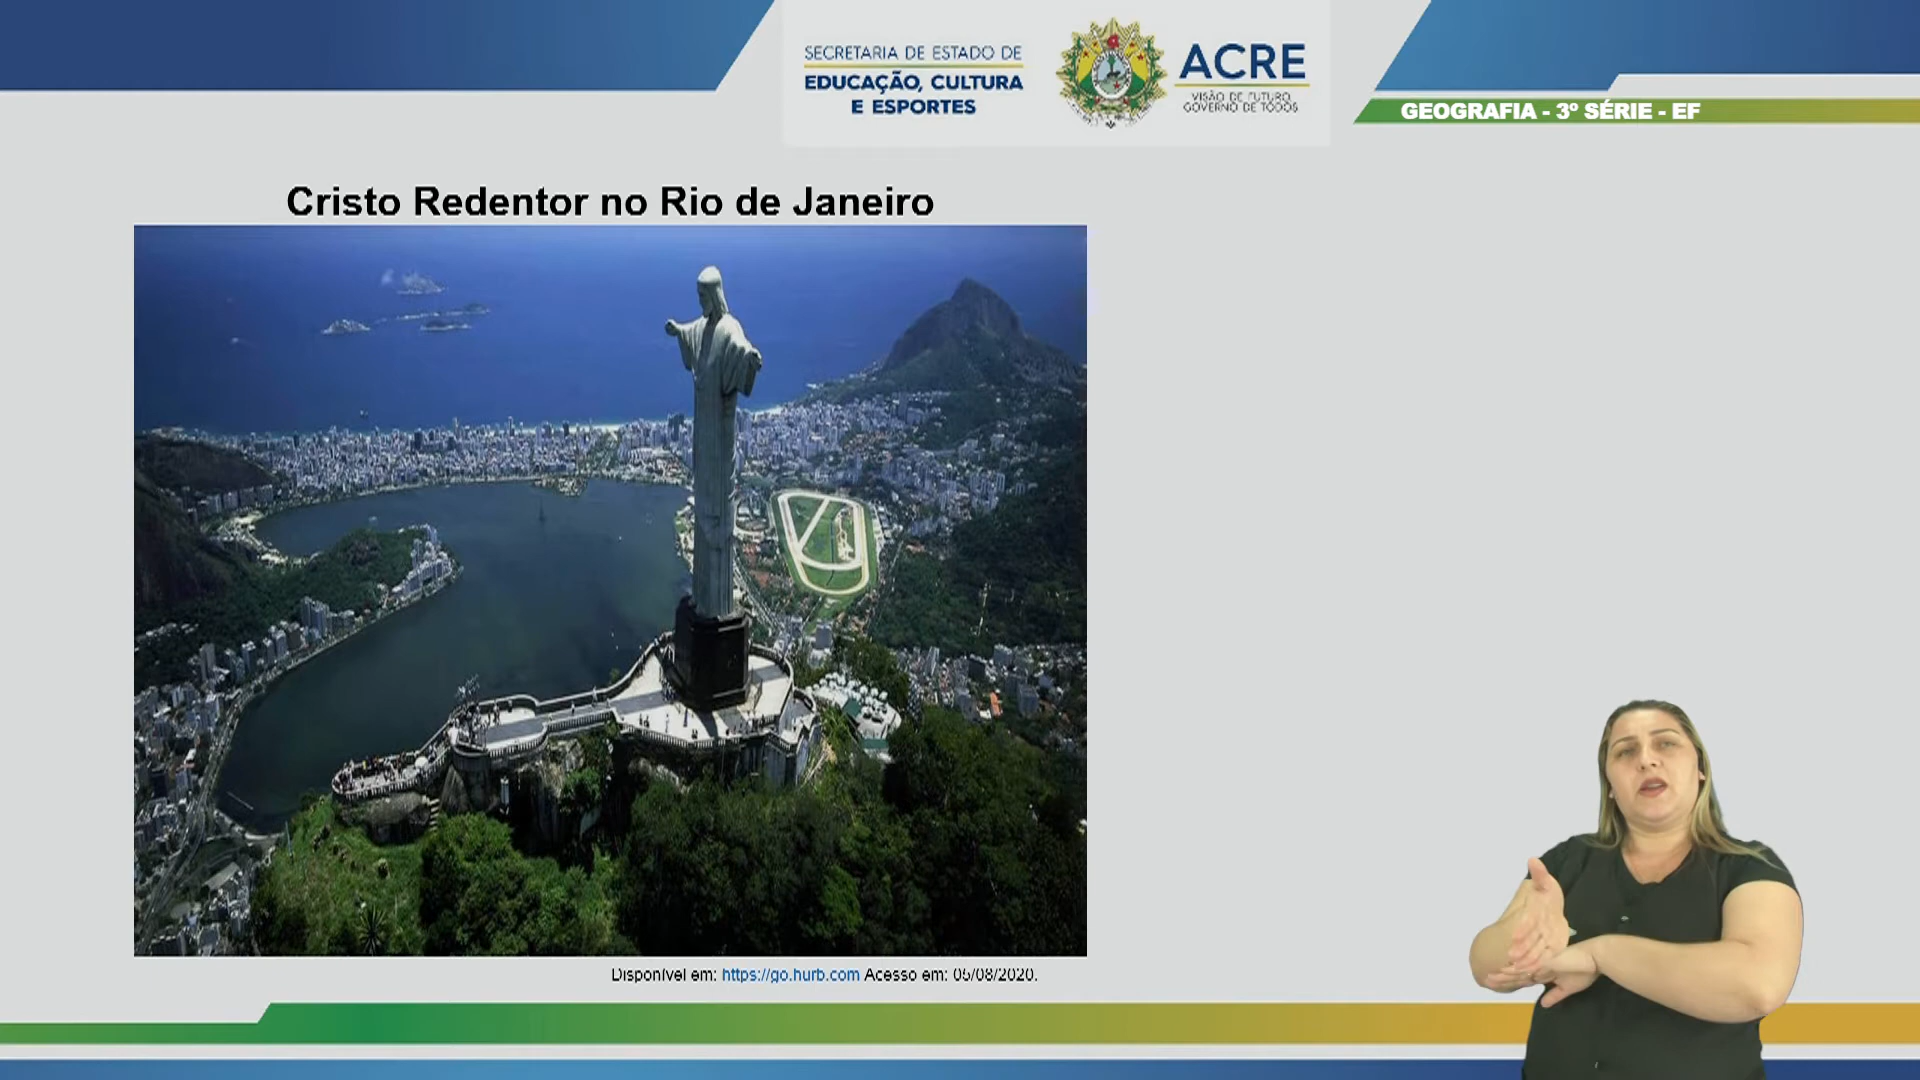 SECRETARIA DE ESTADO DE
EDUCAÇÃO, CULTURA
E ESPORTES
ACRE
VISÃO DE FUTURO,
GOVERNO DE TODOS
GEOGRAFIA - 3º SÉRIE - EF
Cristo Redentor no Rio de Janeiro
Disponível em: https://go.hurb.com Acesso em: 05/08/2020.